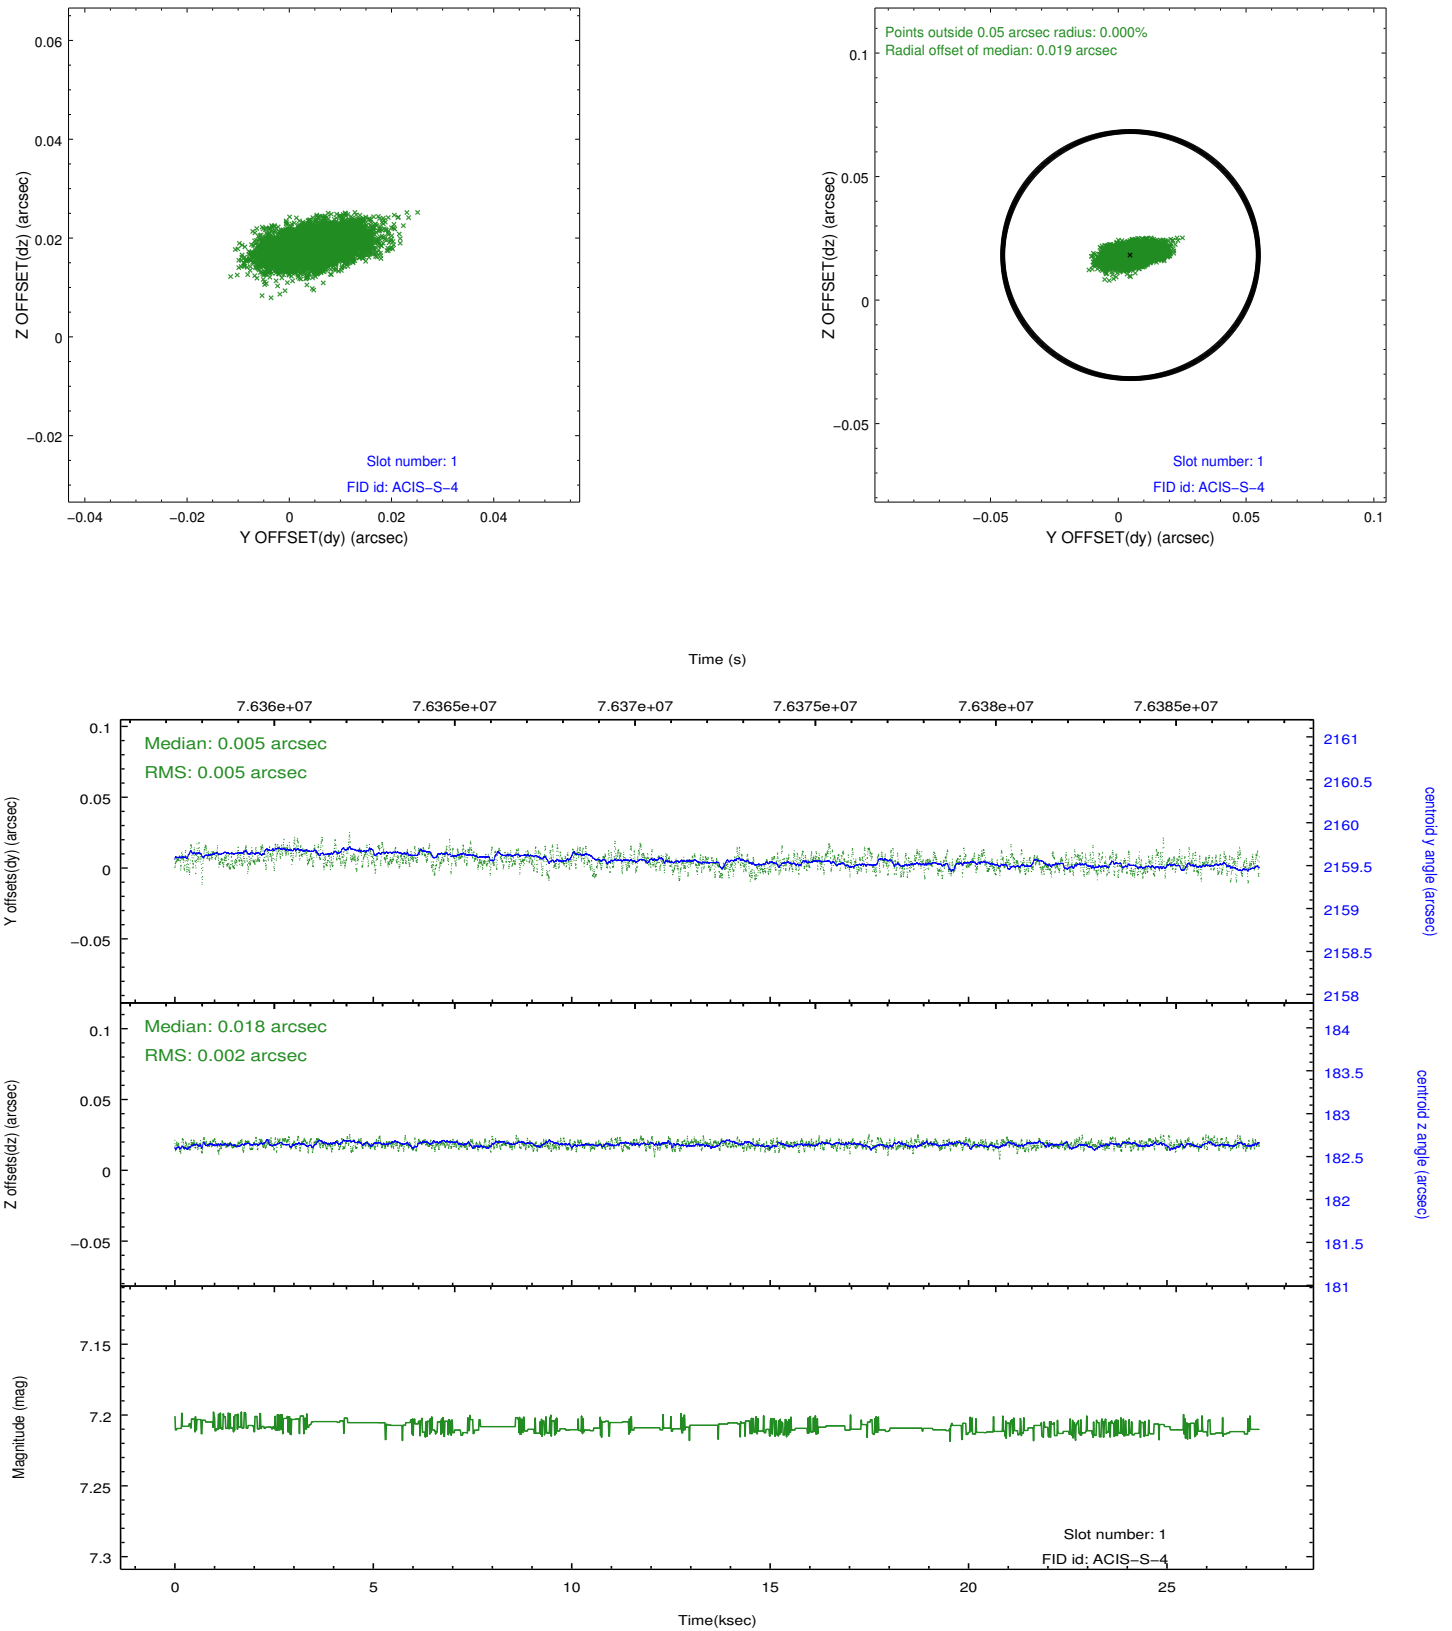 0.06
0.04
0.02
0
−0.02
Z OFFSET(dz) (arcsec)
Slot number: 1
FID id: ACIS−S−4
−0.04
−0.02
0
0.02
0.04
Y OFFSET(dy) (arcsec)
Points outside 0.05 arcsec radius: 0.000%
Radial offset of median: 0.019 arcsec
0.1
0.05
0
−0.05
Z OFFSET(dz) (arcsec)
Slot number: 1
FID id: ACIS−S−4
−0.05
0
0.05
0.1
Y OFFSET(dy) (arcsec)
Time (s)
7.636e+07
7.6365e+07
7.637e+07
7.6375e+07
7.638e+07
7.6385e+07
Median: 0.005 arcsec
RMS: 0.005 arcsec
0.1
0.05
0
−0.05
Y offsets(dy) (arcsec)
2161
2160.5
2160
2159.5
2159
2158.5
2158
centroid y angle (arcsec)
Median: 0.018 arcsec
RMS: 0.002 arcsec
0.1
0.05
0
−0.05
Z offsets(dz) (arcsec)
184
183.5
183
182.5
182
181.5
181
centroid z angle (arcsec)
7.15
7.2
7.25
7.3
Magnitude (mag)
Slot number: 1
FID id: ACIS−S−4
0
5
10
15
20
25
Time(ksec)